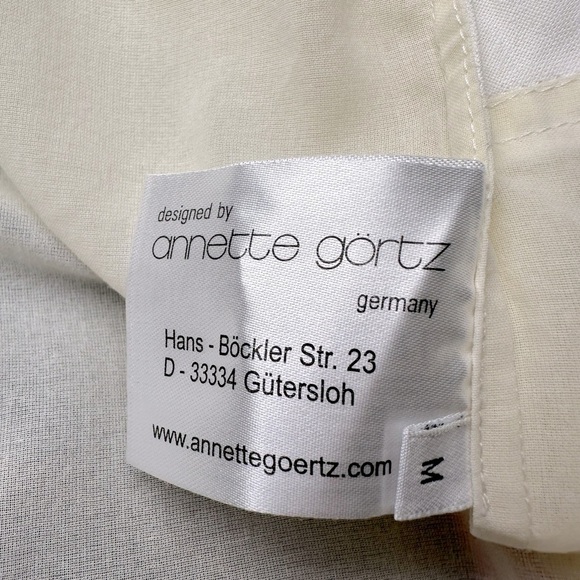 designed by
annette görtz
germany
Hans - Böckler Str. 23
D - 33334 Gütersloh
www.annettegoertz.com
M